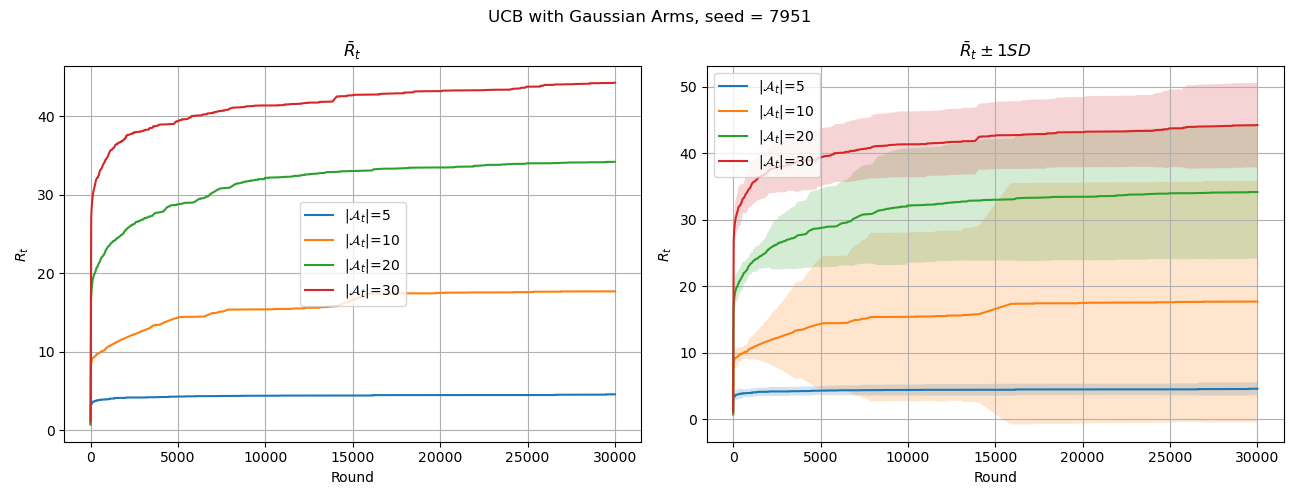 UCB with Gaussian Arms, seed = 7951
R̄ₜ
40
30
20
10
0
Rₜ
|𝒜ₜ|=5
|𝒜ₜ|=10
|𝒜ₜ|=20
|𝒜ₜ|=30
0 5000 10000 15000 20000 25000 30000
Round
R̄ₜ ± 1SD
50
40
30
20
10
0
Rₜ
|𝒜ₜ|=5
|𝒜ₜ|=10
|𝒜ₜ|=20
|𝒜ₜ|=30
0 5000 10000 15000 20000 25000 30000
Round